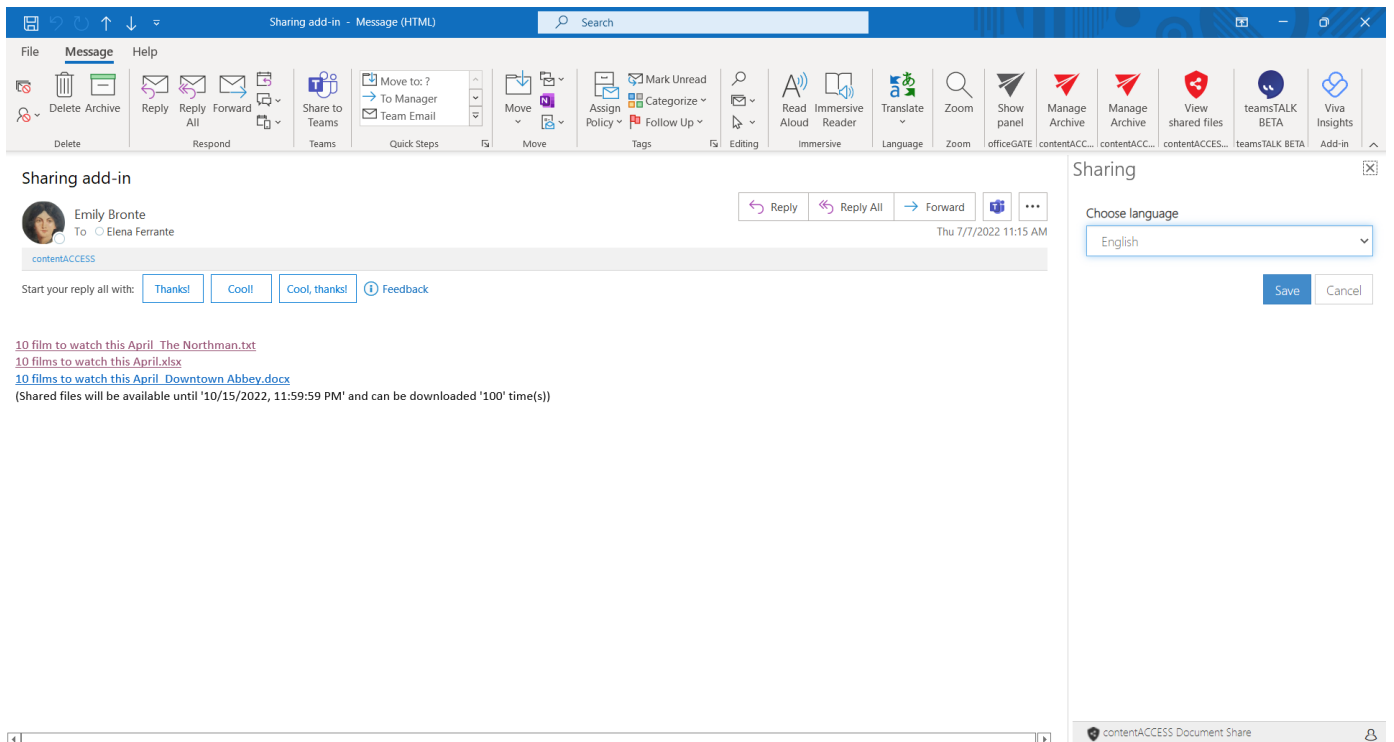 Sharing add-in - Message (HTML)
Search
File Message Help
Delete Archive
Reply Reply All Forward
Share to Teams
Move to: ?
To Manager
Team Email
Move
Assign Policy
Mark Unread
Categorize
Follow Up
Read Aloud
Immersive Reader
Translate
Zoom
Show panel
Manage Archive
Manage Archive
View shared files
teamsTALK BETA
Viva Insights
Delete Respond Teams Quick Steps Move Tags Editing Immersive Language Zoom officeGATE contentACC... contentACC... contentACCES... teamsTALK BETA Add-in
Sharing add-in
Emily Bronte
To Elena Ferrante
Reply Reply All Forward
Thu 7/7/2022 11:15 AM
contentACCESS
Start your reply all with: Thanks! Cool! Cool, thanks! Feedback
10 film to watch this April_The Northman.txt
10 films to watch this April.xlsx
10 films to watch this April_Downtown Abbey.docx
(Shared files will be available until '10/15/2022, 11:59:59 PM' and can be downloaded '100' time(s))
Sharing
Choose language
English
Save Cancel
contentACCESS Document Share